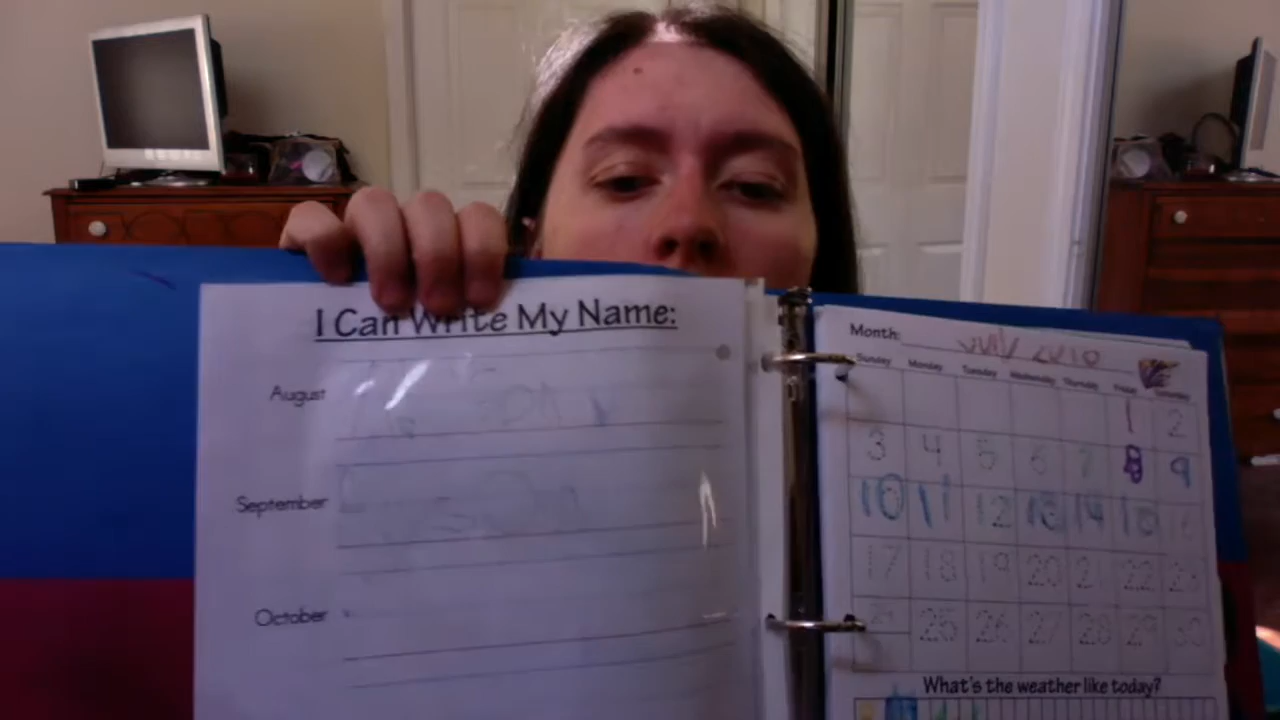 I Can Write My Name:
August
September
October
Month: July 2016
Sunday Monday Tuesday Wednesday Thursday Friday Saturday
1 2
3 4 5 6 7 8 9
10 11 12 13 14 15 16
17 18 19 20 21 22 23
25 26 27 28 29 30
What's the weather like today?